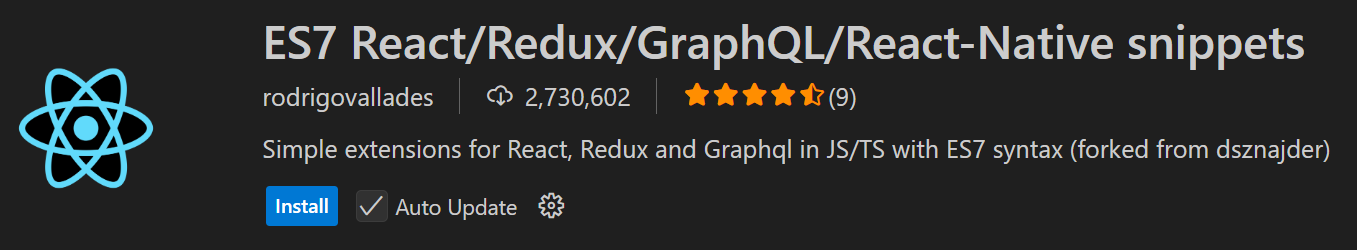 ES7 React/Redux/GraphQL/React-Native snippets
rodrigovallades 2,730,602 (9)
Simple extensions for React, Redux and Graphql in JS/TS with ES7 syntax (forked from dsznajder)
Install Auto Update